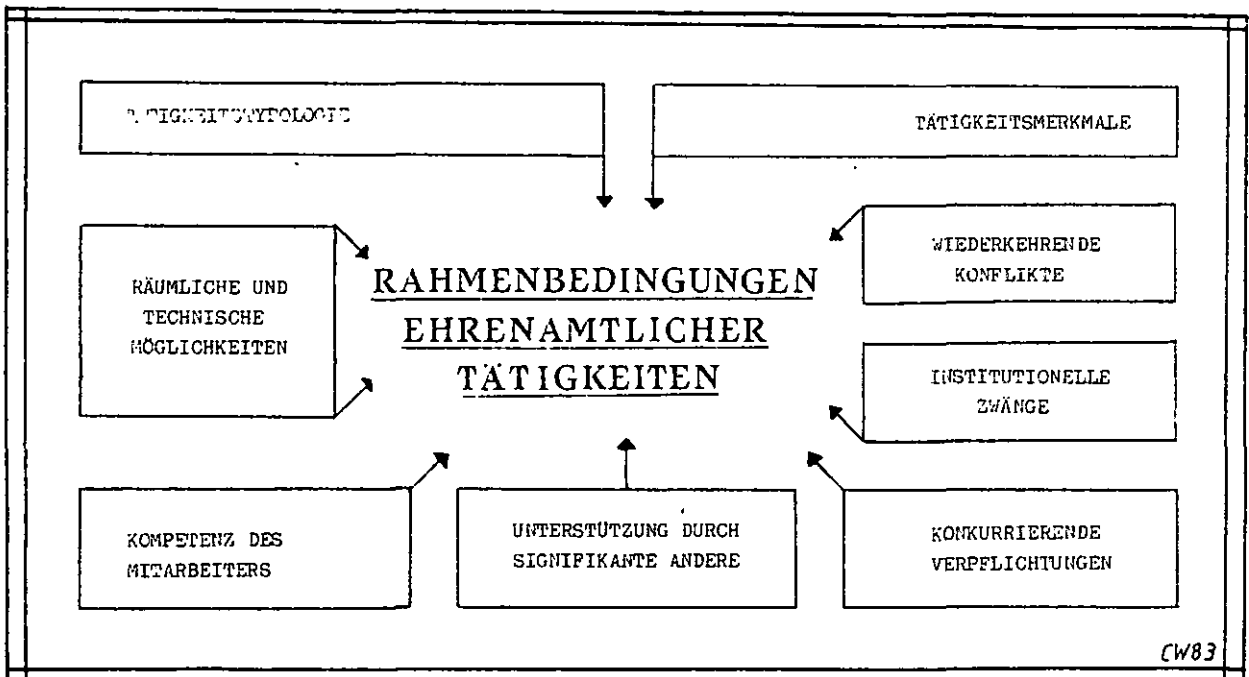 TÄTIGKEITSTYPOLOGIE
TÄTIGKEITSMERKMALE
RÄUMLICHE UND
TECHNISCHE
MÖGLICHKEITEN
RAHMENBEDINGUNGEN
EHRENAMTLICHER
TÄTIGKEITEN
WIEDERKEHRENDE
KONFLIKTE
INSTITUTIONELLE
ZWÄNGE
KOMPETENZ DES
MITARBEITERS
UNTERSTÜTZUNG DURCH
SIGNIFIKANTE ANDERE
KONKURRIERENDE
VERPFLICHTUNGEN
CW83